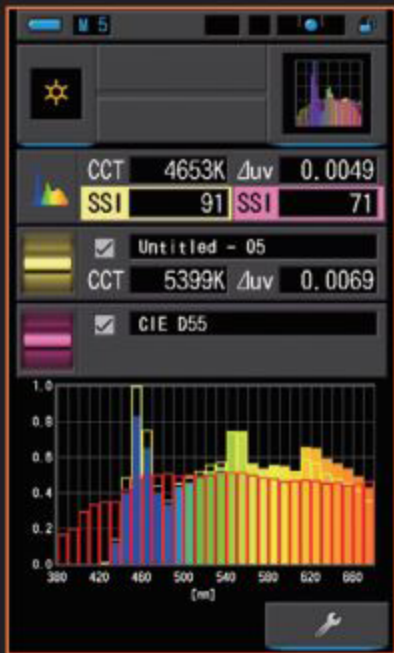 M 5
CCT 4653K ⊿uv 0.0049
SSI 91 SSI 71
Untitled - 05
CCT 5399K ⊿uv 0.0069
CIE D55
1.0
0.8
0.6
0.4
0.2
0.0
380 420 460 500 540 580 620 660
[nm]